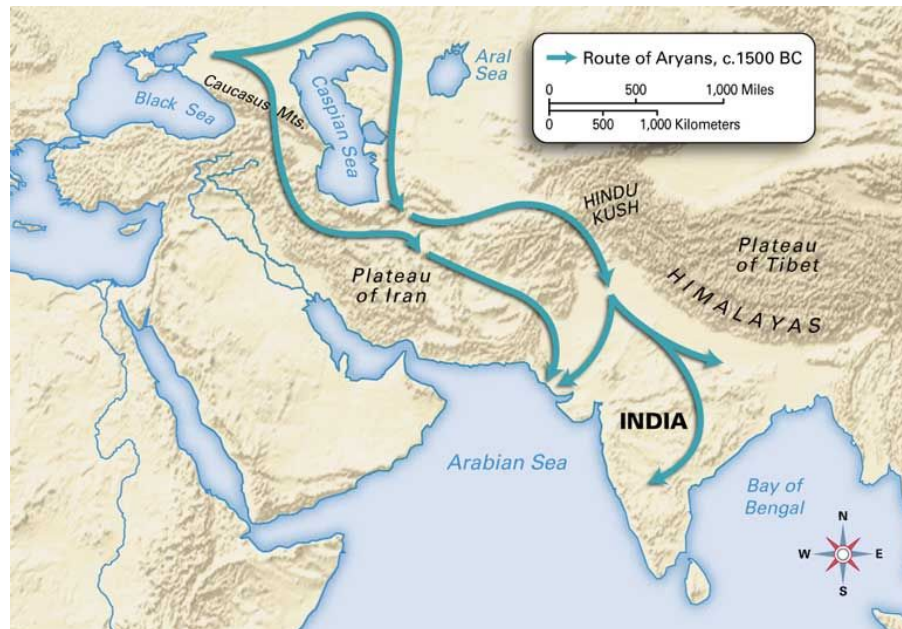 Aral
Sea
Route of Aryans, c.1500 BC
0 500 1,000 Miles
0 500 1,000 Kilometers
Black Sea
Caucasus Mts.
Caspian Sea
HINDU
KUSH
Plateau
of Tibet
Plateau
of Iran
HIMALAYAS
INDIA
Arabian Sea
Bay of
Bengal
N
W E
S